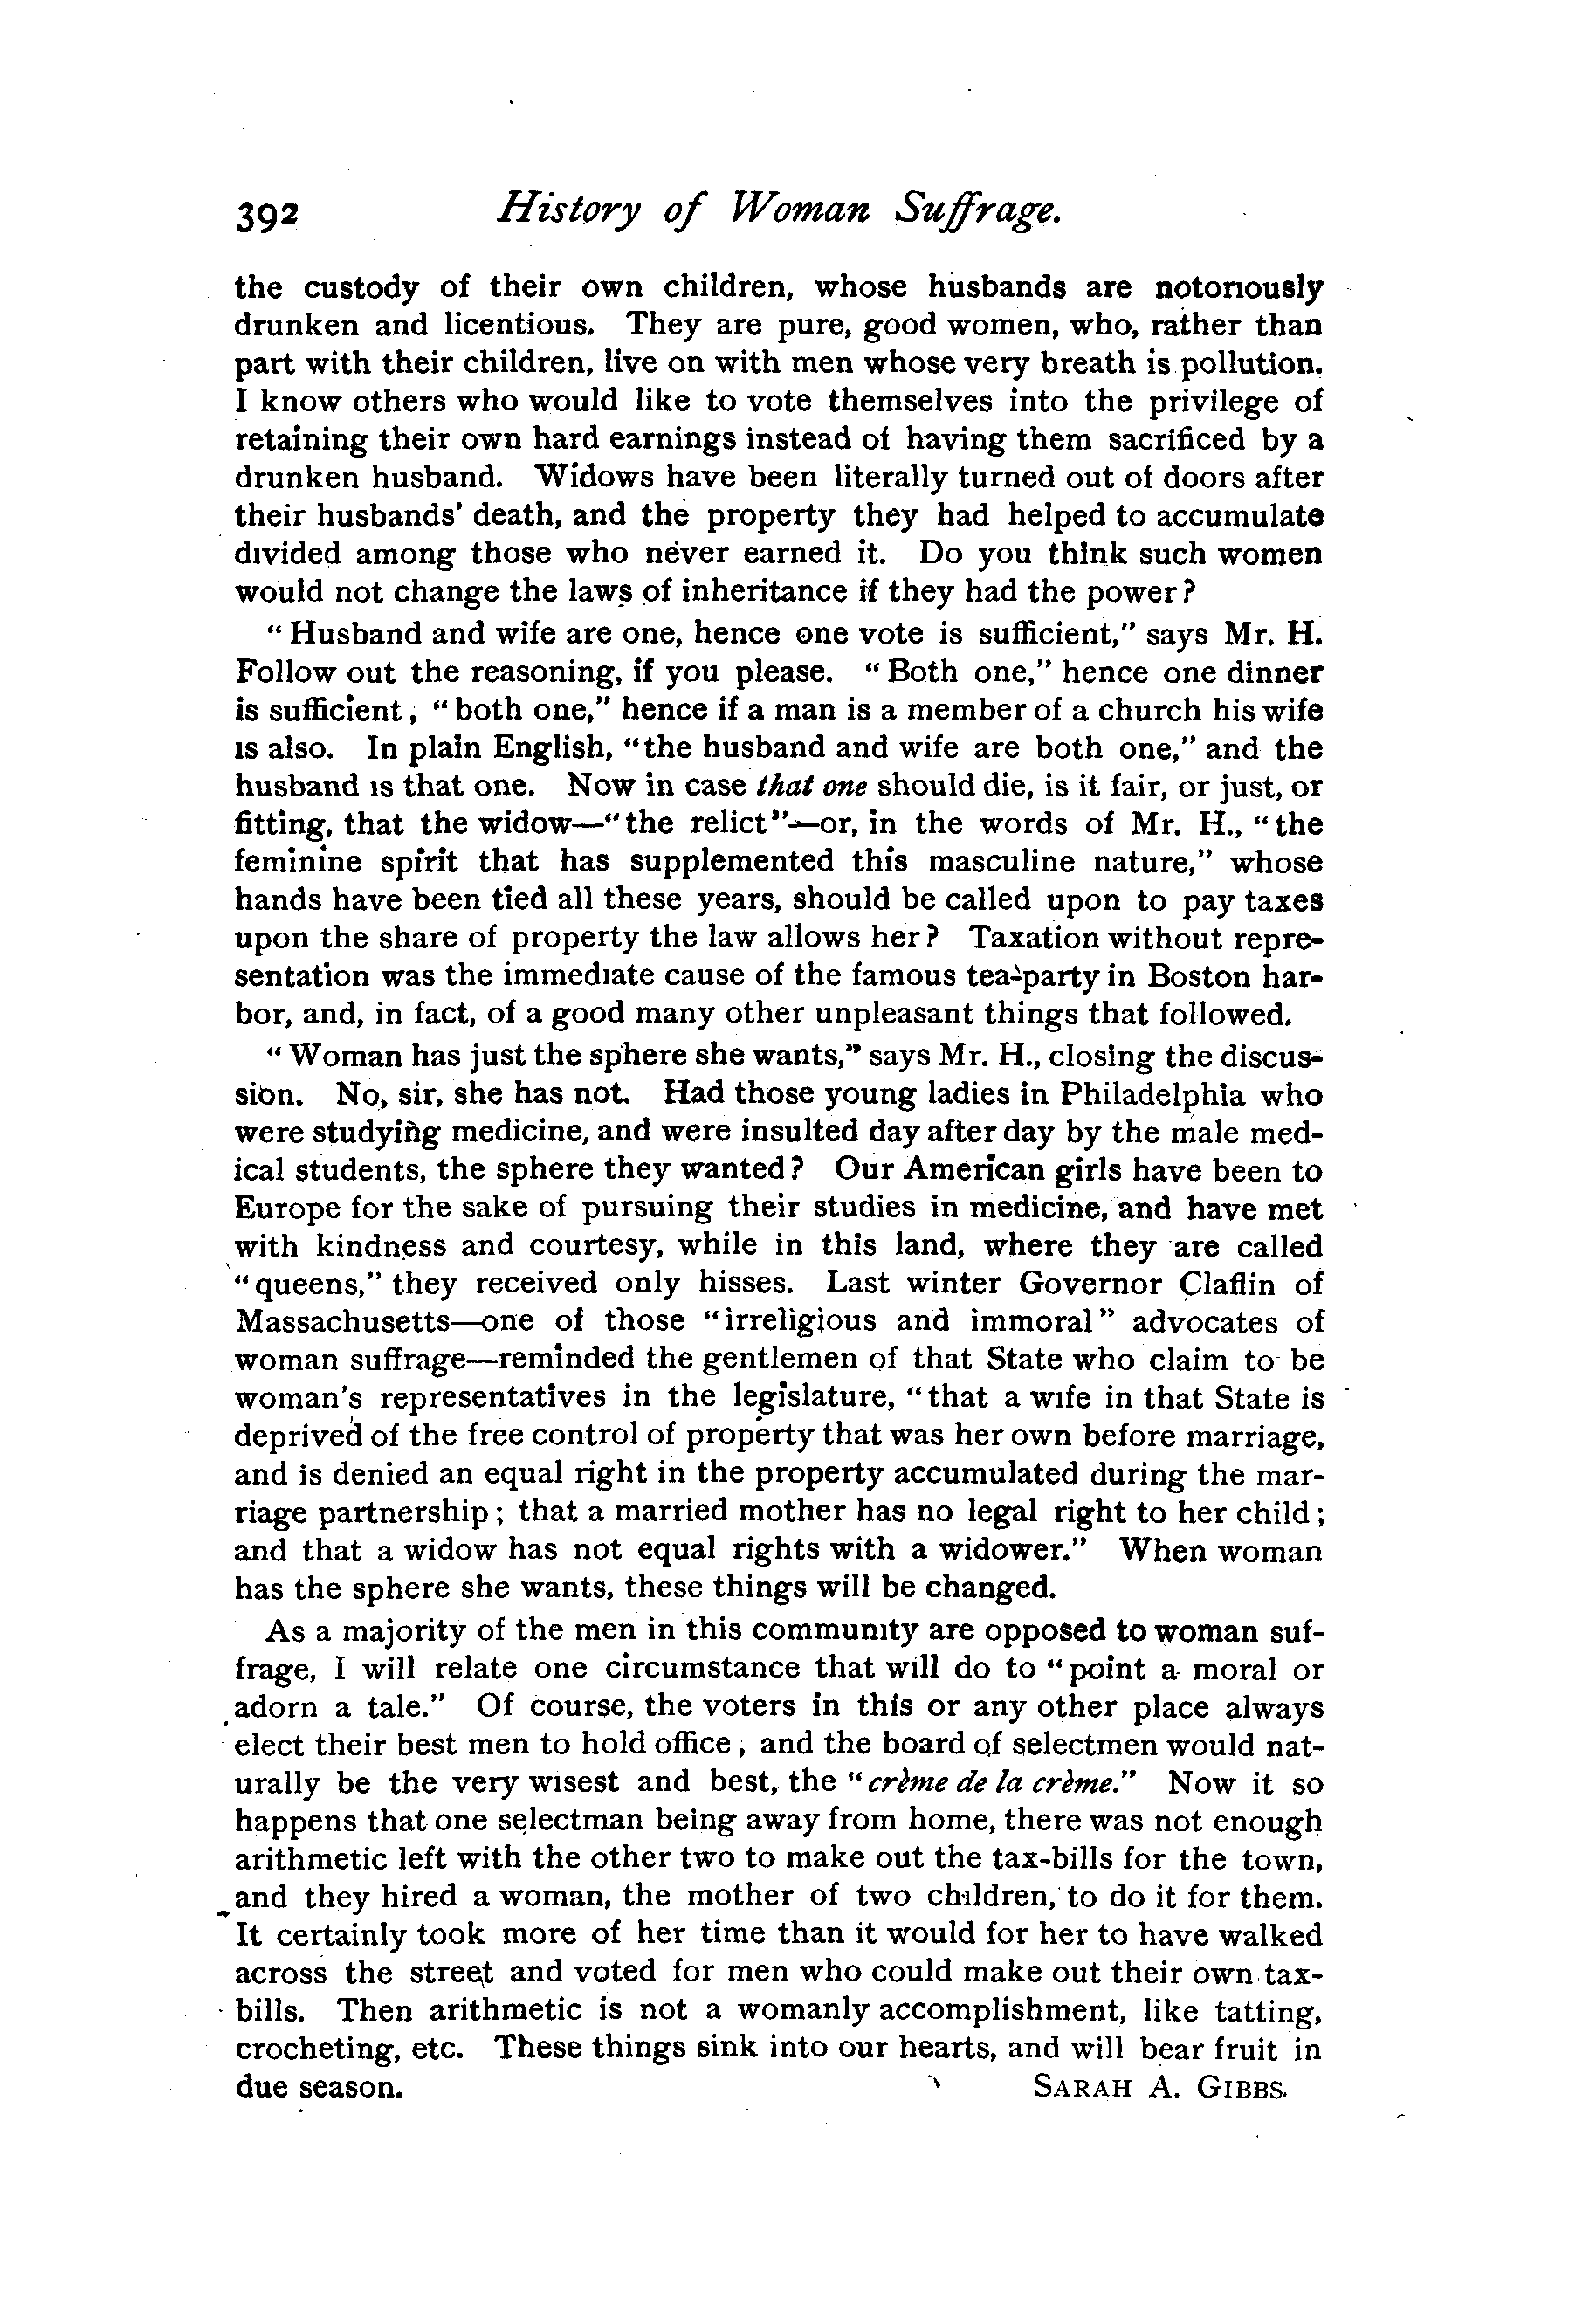 392 History of Woman Suffrage.
the custody of their own children, whose husbands are notoriously
drunken and licentious. They are pure, good women, who, rather than
part with their children, live on with men whose very breath is pollution.
I know others who would like to vote themselves into the privilege of
retaining their own hard earnings instead of having them sacrificed by a
drunken husband. Widows have been literally turned out of doors after
their husbands' death, and the property they had helped to accumulate
divided among those who never earned it. Do you think such women
would not change the laws of inheritance if they had the power?
"Husband and wife are one, hence one vote is sufficient," says Mr. H.
Follow out the reasoning, if you please. "Both one," hence one dinner
is sufficient; "both one," hence if a man is a member of a church his wife
is also. In plain English, "the husband and wife are both one," and the
husband is that one. Now in case that one should die, is it fair, or just, or
fitting, that the widow—"the relict"—or, in the words of Mr. H., "the
feminine spirit that has supplemented this masculine nature," whose
hands have been tied all these years, should be called upon to pay taxes
upon the share of property the law allows her? Taxation without repre-
sentation was the immediate cause of the famous tea-party in Boston har-
bor, and, in fact, of a good many other unpleasant things that followed.
"Woman has just the sphere she wants," says Mr. H., closing the discus-
sion. No, sir, she has not. Had those young ladies in Philadelphia who
were studying medicine, and were insulted day after day by the male med-
ical students, the sphere they wanted? Our American girls have been to
Europe for the sake of pursuing their studies in medicine, and have met
with kindness and courtesy, while in this land, where they are called
"queens," they received only hisses. Last winter Governor Claflin of
Massachusetts—one of those "irreligious and immoral" advocates of
woman suffrage—reminded the gentlemen of that State who claim to be
woman's representatives in the legislature, "that a wife in that State is
deprived of the free control of property that was her own before marriage,
and is denied an equal right in the property accumulated during the mar-
riage partnership; that a married mother has no legal right to her child;
and that a widow has not equal rights with a widower." When woman
has the sphere she wants, these things will be changed.
As a majority of the men in this community are opposed to woman suf-
frage, I will relate one circumstance that will do to "point a moral or
adorn a tale." Of course, the voters in this or any other place always
elect their best men to hold office; and the board of selectmen would nat-
urally be the very wisest and best, the "crème de la crème." Now it so
happens that one selectman being away from home, there was not enough
arithmetic left with the other two to make out the tax-bills for the town,
and they hired a woman, the mother of two children, to do it for them.
It certainly took more of her time than it would for her to have walked
across the street and voted for men who could make out their own tax-
bills. Then arithmetic is not a womanly accomplishment, like tatting,
crocheting, etc. These things sink into our hearts, and will bear fruit in
due season. SARAH A. GIBBS.